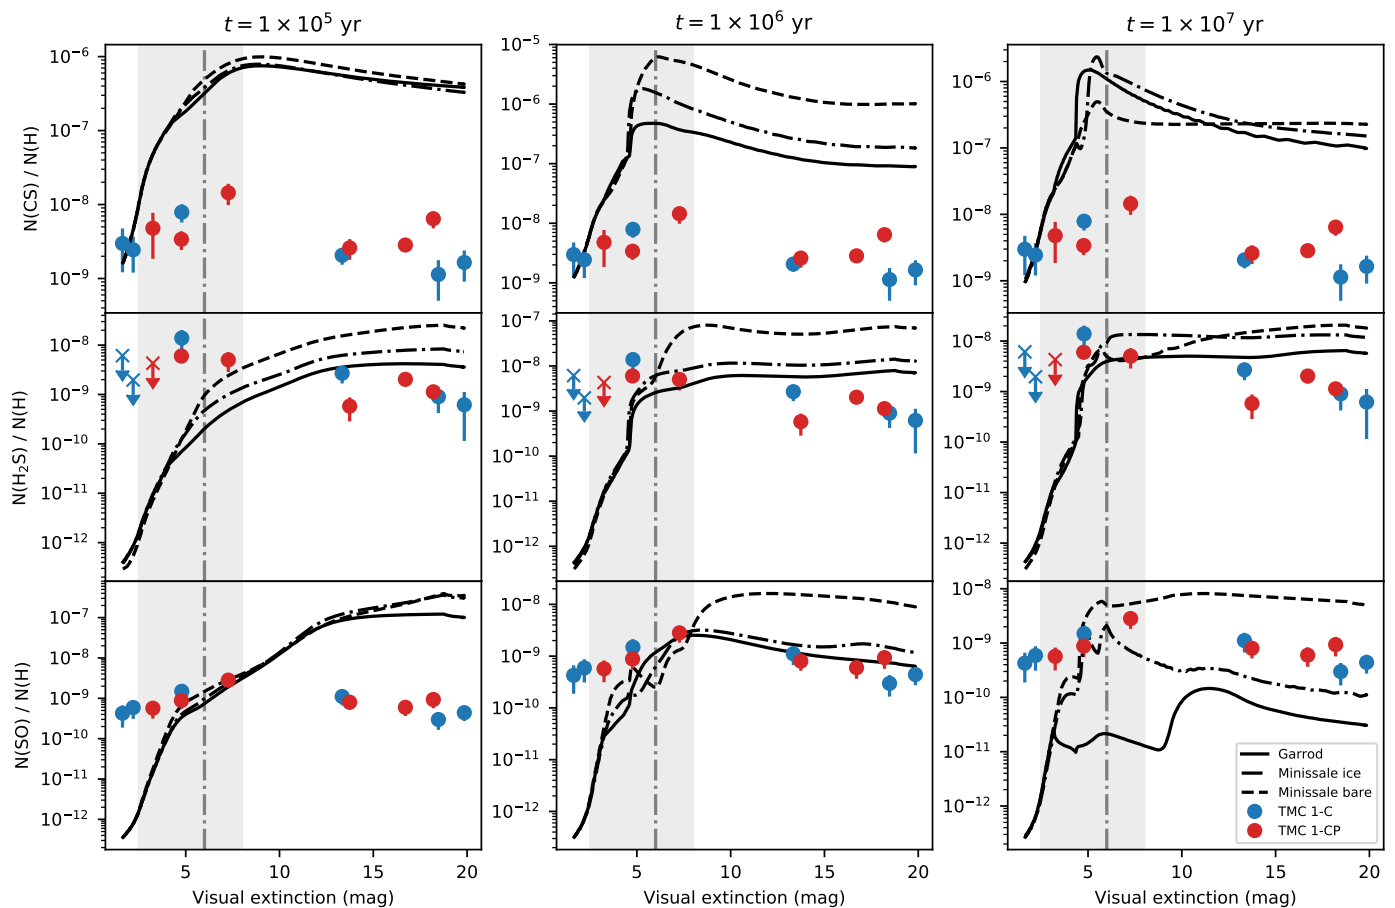 t = 1 × 10⁵ yr
t = 1 × 10⁶ yr
t = 1 × 10⁷ yr
N(CS) / N(H)
10⁻⁶
10⁻⁷
10⁻⁸
10⁻⁹
10⁻⁵
10⁻⁶
10⁻⁷
10⁻⁸
10⁻⁹
10⁻⁶
10⁻⁷
10⁻⁸
10⁻⁹
N(H₂S) / N(H)
10⁻⁸
10⁻⁹
10⁻¹⁰
10⁻¹¹
10⁻¹²
10⁻⁷
10⁻⁸
10⁻⁹
10⁻¹⁰
10⁻¹¹
10⁻¹²
10⁻⁸
10⁻⁹
10⁻¹⁰
10⁻¹¹
10⁻¹²
N(SO) / N(H)
10⁻⁷
10⁻⁸
10⁻⁹
10⁻¹⁰
10⁻¹¹
10⁻¹²
10⁻⁸
10⁻⁹
10⁻¹⁰
10⁻¹¹
10⁻¹²
10⁻⁸
10⁻⁹
10⁻¹⁰
10⁻¹¹
10⁻¹²
Garrod
Minissale ice
Minissale bare
TMC 1-C
TMC 1-CP
5 10 15 20
5 10 15 20
5 10 15 20
Visual extinction (mag)
Visual extinction (mag)
Visual extinction (mag)